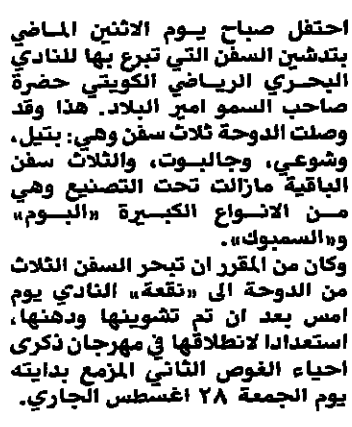 احتفل صباح يوم الاثنين الماضي
بتدشين السفن التي تبرع بها للنادي
البحري الرياضي الكويتي حضرة
صاحب السمو امير البلاد. هذا وقد
وصلت الدوحة ثلاث سفن وهي: بتيل،
وشوعي، وجالبوت، والثلاث سفن
الباقية مازالت تحت التصنيع وهي
من الانواع الكبيرة «البوم»
و«السمبوك».
وكان من المقرر ان تبحر السفن الثلاث
من الدوحة الى «نقعة» النادي يوم
امس بعد ان تم تشوينها ودهنها،
استعدادا لانطلاقها في مهرجان ذكرى
احياء الغوص الثاني المزمع بدايته
يوم الجمعة ٢٨ اغسطس الجاري.